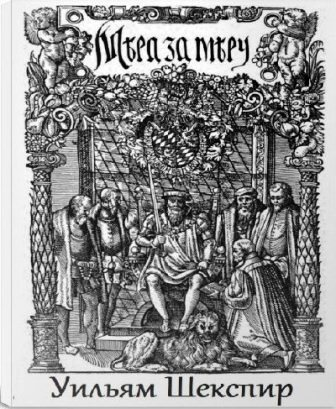 Мѣра за мѣру
Уильям Шекспир